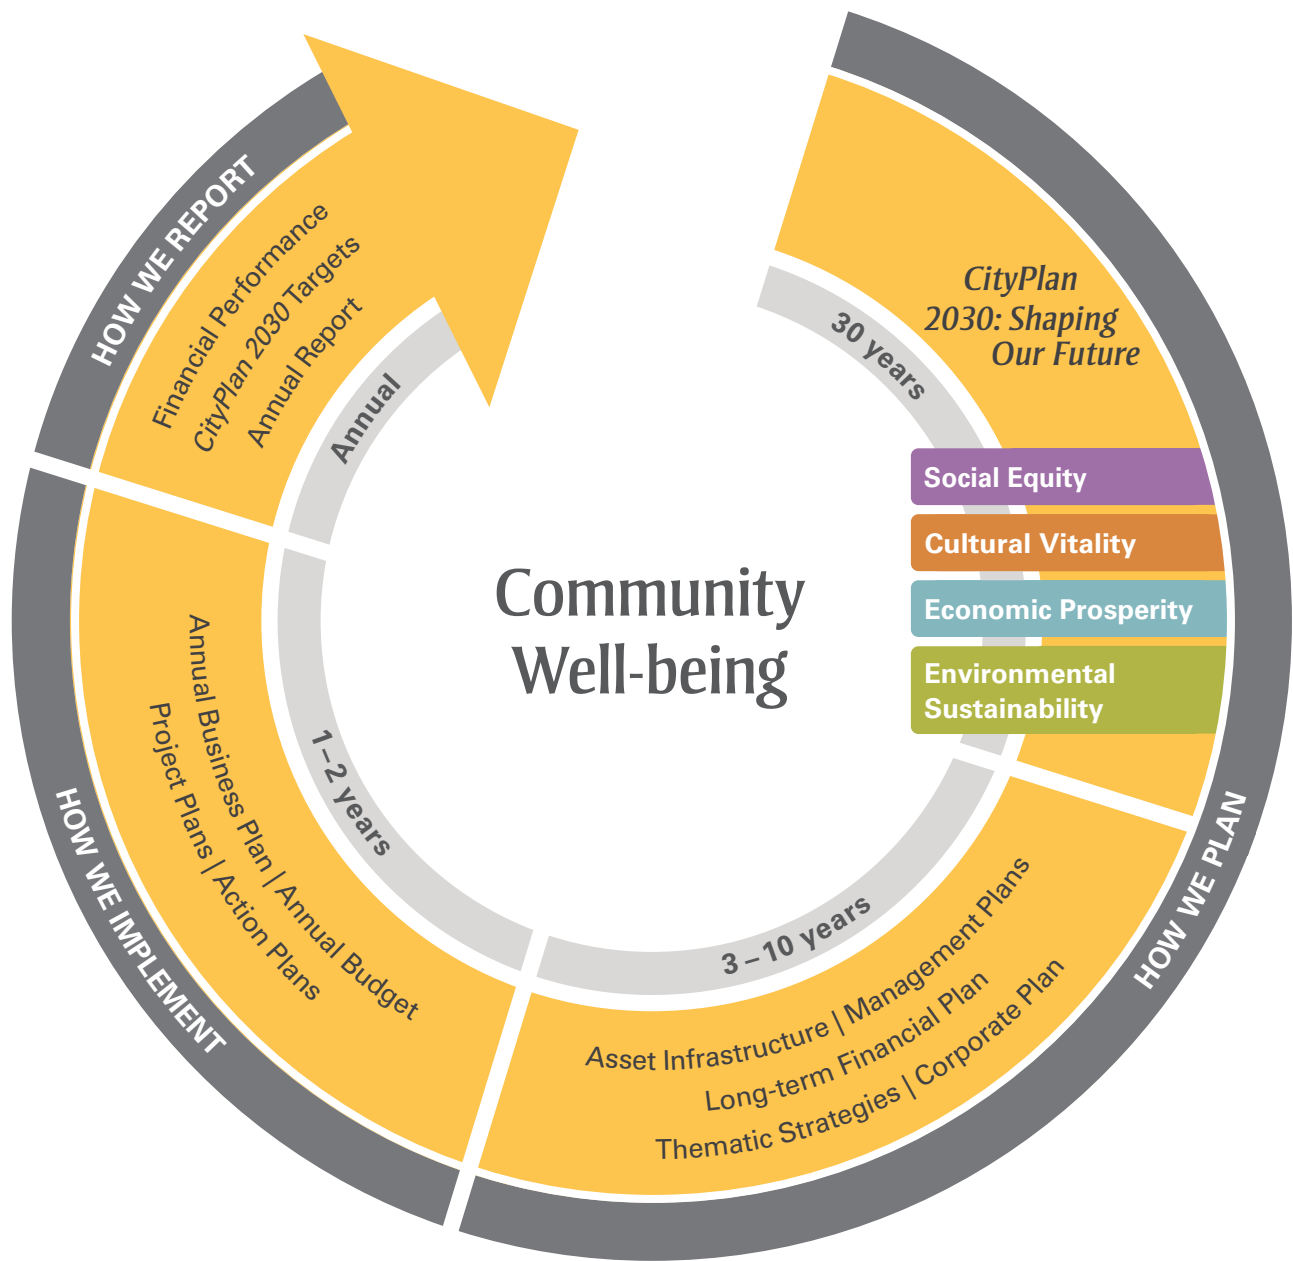 Community
Well-being
HOW WE PLAN
30 years
CityPlan
2030: Shaping
Our Future
Social Equity
Cultural Vitality
Economic Prosperity
Environmental
Sustainability
3 – 10 years
Asset Infrastructure | Management Plans
Long-term Financial Plan
Thematic Strategies | Corporate Plan
HOW WE IMPLEMENT
1 – 2 years
Annual Business Plan | Annual Budget
Project Plans | Action Plans
HOW WE REPORT
Annual
Financial Performance
CityPlan 2030 Targets
Annual Report